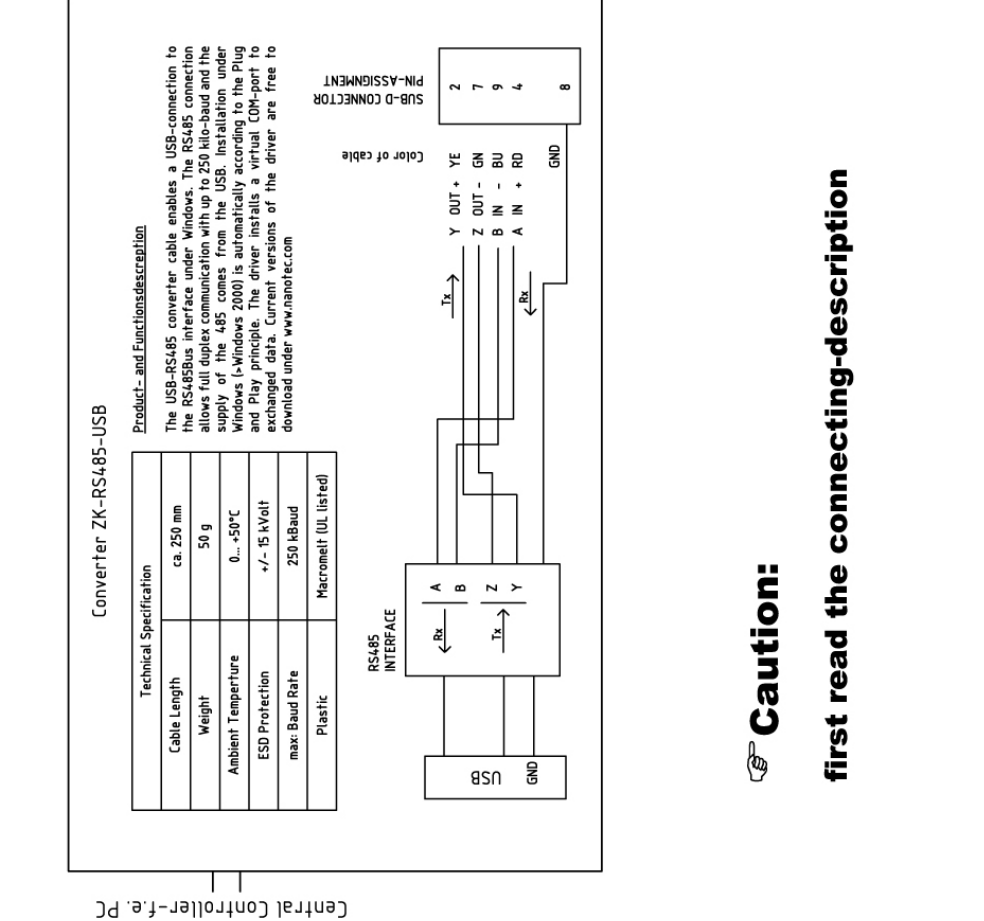 Converter ZK-RS485-USB
Technical Specification
Cable Length ca. 250 mm
Weight 50 g
Ambient Temperture 0... +50°C
ESD Protection +/- 15 kVolt
max: Baud Rate 250 kBaud
Plastic Macromelt (UL listed)
Product- and Functionsdescreption
The USB-RS485 converter cable enables a USB-connection to
the RS485Bus interface under Windows. The RS485 connection
allows full duplex communication with up to 250 kilo-baud and the
supply of the 485 comes from the USB. Installation under
Windows (>Windows 2000) is automatically according to the Plug
and Play principle. The driver installs a virtual COM-port to
exchanged data. Current versions of the driver are free to
download under www.nanotec.com
RS485
INTERFACE
USB
GND
Rx
Tx
A
B
Z
Y
Tx
Rx
Color of cable
SUB-D CONNECTOR
PIN-ASSIGNMENT
Y OUT + YE 2
Z OUT - GN 7
B IN - BU 9
A IN + RD 4
GND 8
Central Controller-f.e. PC
☞Caution:
first read the connecting-description